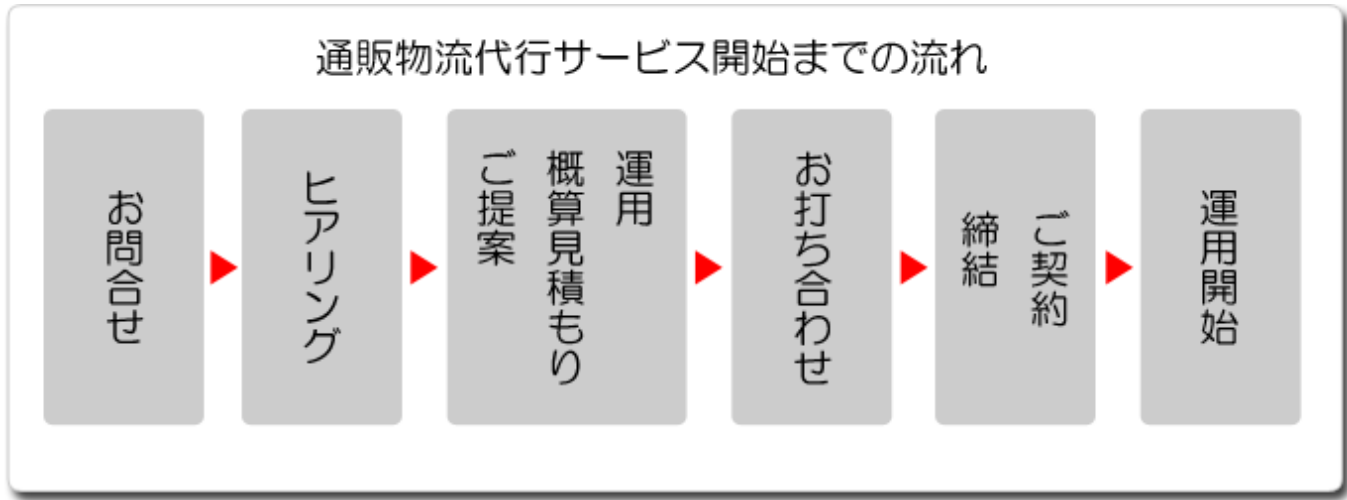 通販物流代行サービス開始までの流れ
お問合せ
ヒアリング
運用
概算見積もり
ご提案
お打ち合わせ
ご契約
締結
運用開始